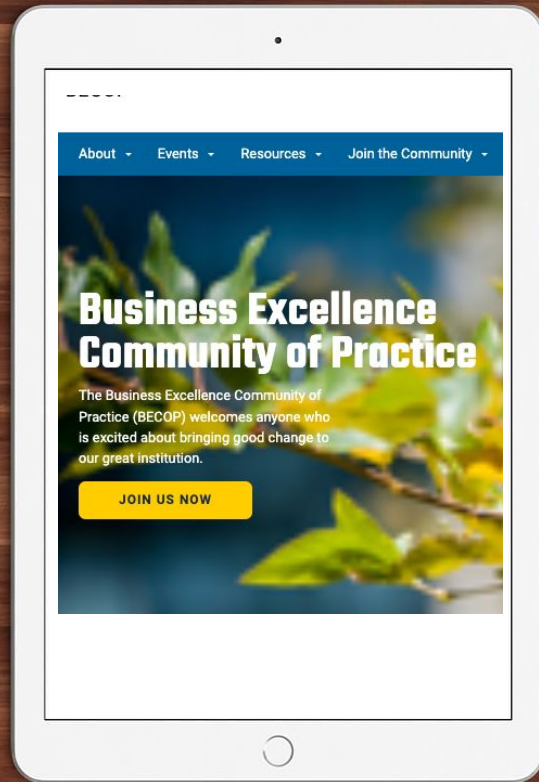 About
Events
Resources
Join the Community
Business Excellence
Community of Practice
The Business Excellence Community of
Practice (BECOP) welcomes anyone who
is excited about bringing good change to
our great institution.
JOIN US NOW